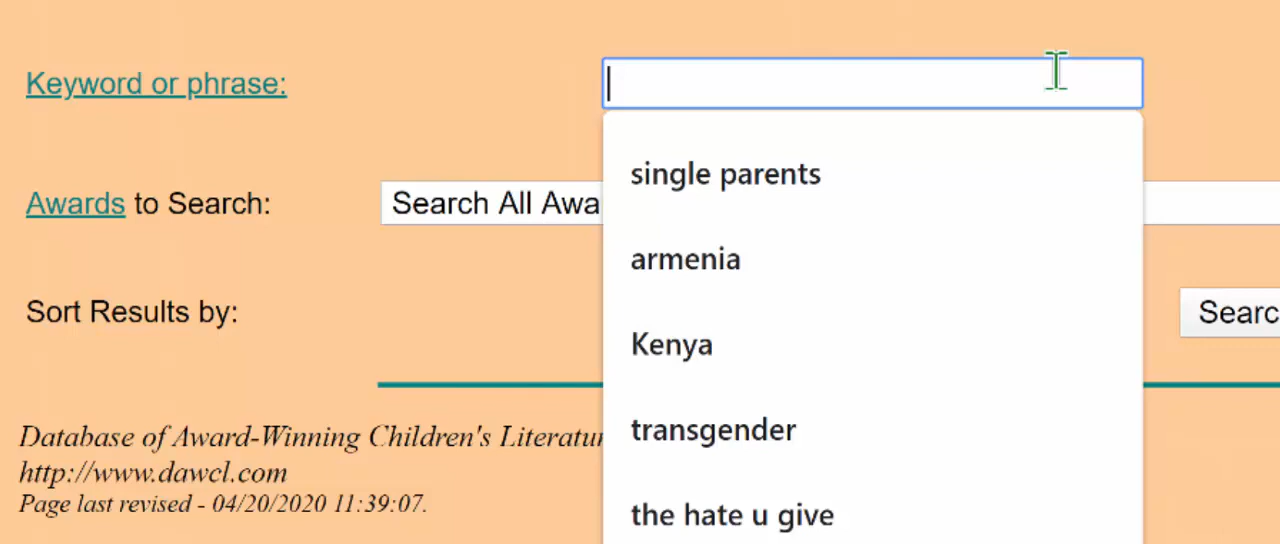 Keyword or phrase:
single parents
Awards to Search:
Search All Awa
armenia
Sort Results by:
Searc
Kenya
transgender
Database of Award-Winning Children's Literatur
http://www.dawcl.com
Page last revised - 04/20/2020 11:39:07.
the hate u give